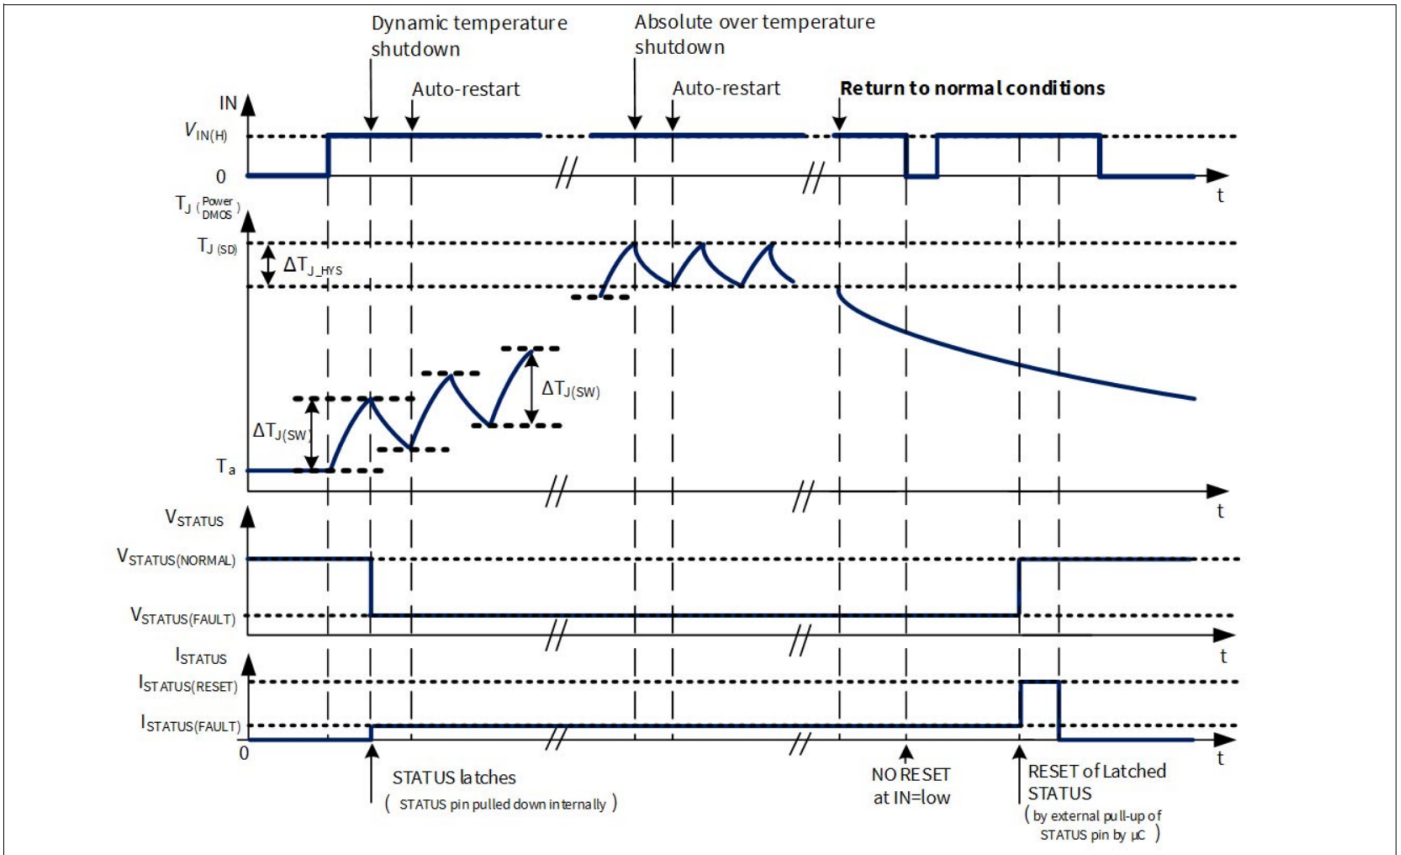 Dynamic temperature
shutdown
Absolute over temperature
shutdown
Auto-restart
Auto-restart
Return to normal conditions
IN
VIN(H)
0
t
TJ (Power
DMOS)
TJ (SD)
ΔTJ_HYS
ΔTJ(SW)
ΔTJ(SW)
Ta
t
VSTATUS
VSTATUS(NORMAL)
VSTATUS(FAULT)
t
ISTATUS
ISTATUS(RESET)
ISTATUS(FAULT)
0
t
STATUS latches
( STATUS pin pulled down internally )
NO RESET
at IN=low
RESET of Latched
STATUS
( by external pull-up of
STATUS pin by µC )